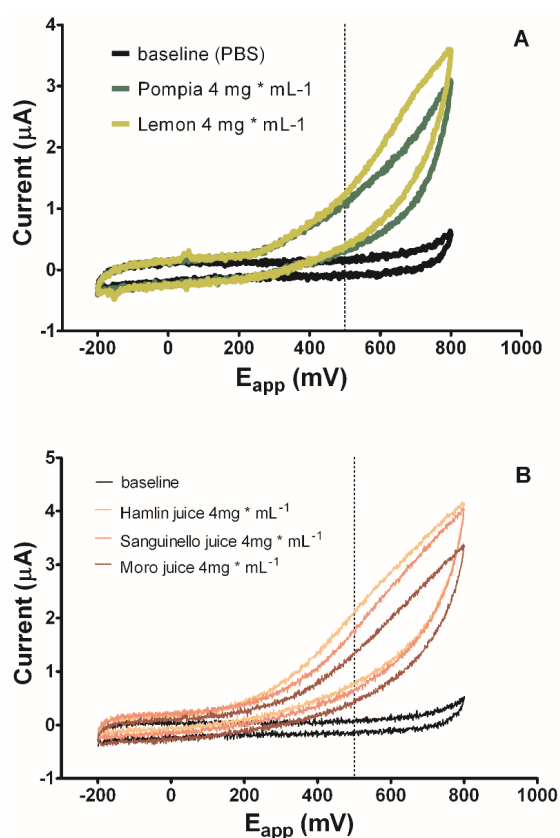 A
baseline (PBS)
Pompia 4 mg * mL-1
Lemon 4 mg * mL-1
Current (μA)
4
3
2
1
0
-1
-200 0 200 400 600 800 1000
Eapp (mV)
B
baseline
Hamlin juice 4mg * mL⁻¹
Sanguinello juice 4mg * mL⁻¹
Moro juice 4mg * mL⁻¹
Current (μA)
5
4
3
2
1
0
-1
-200 0 200 400 600 800 1000
Eapp (mV)